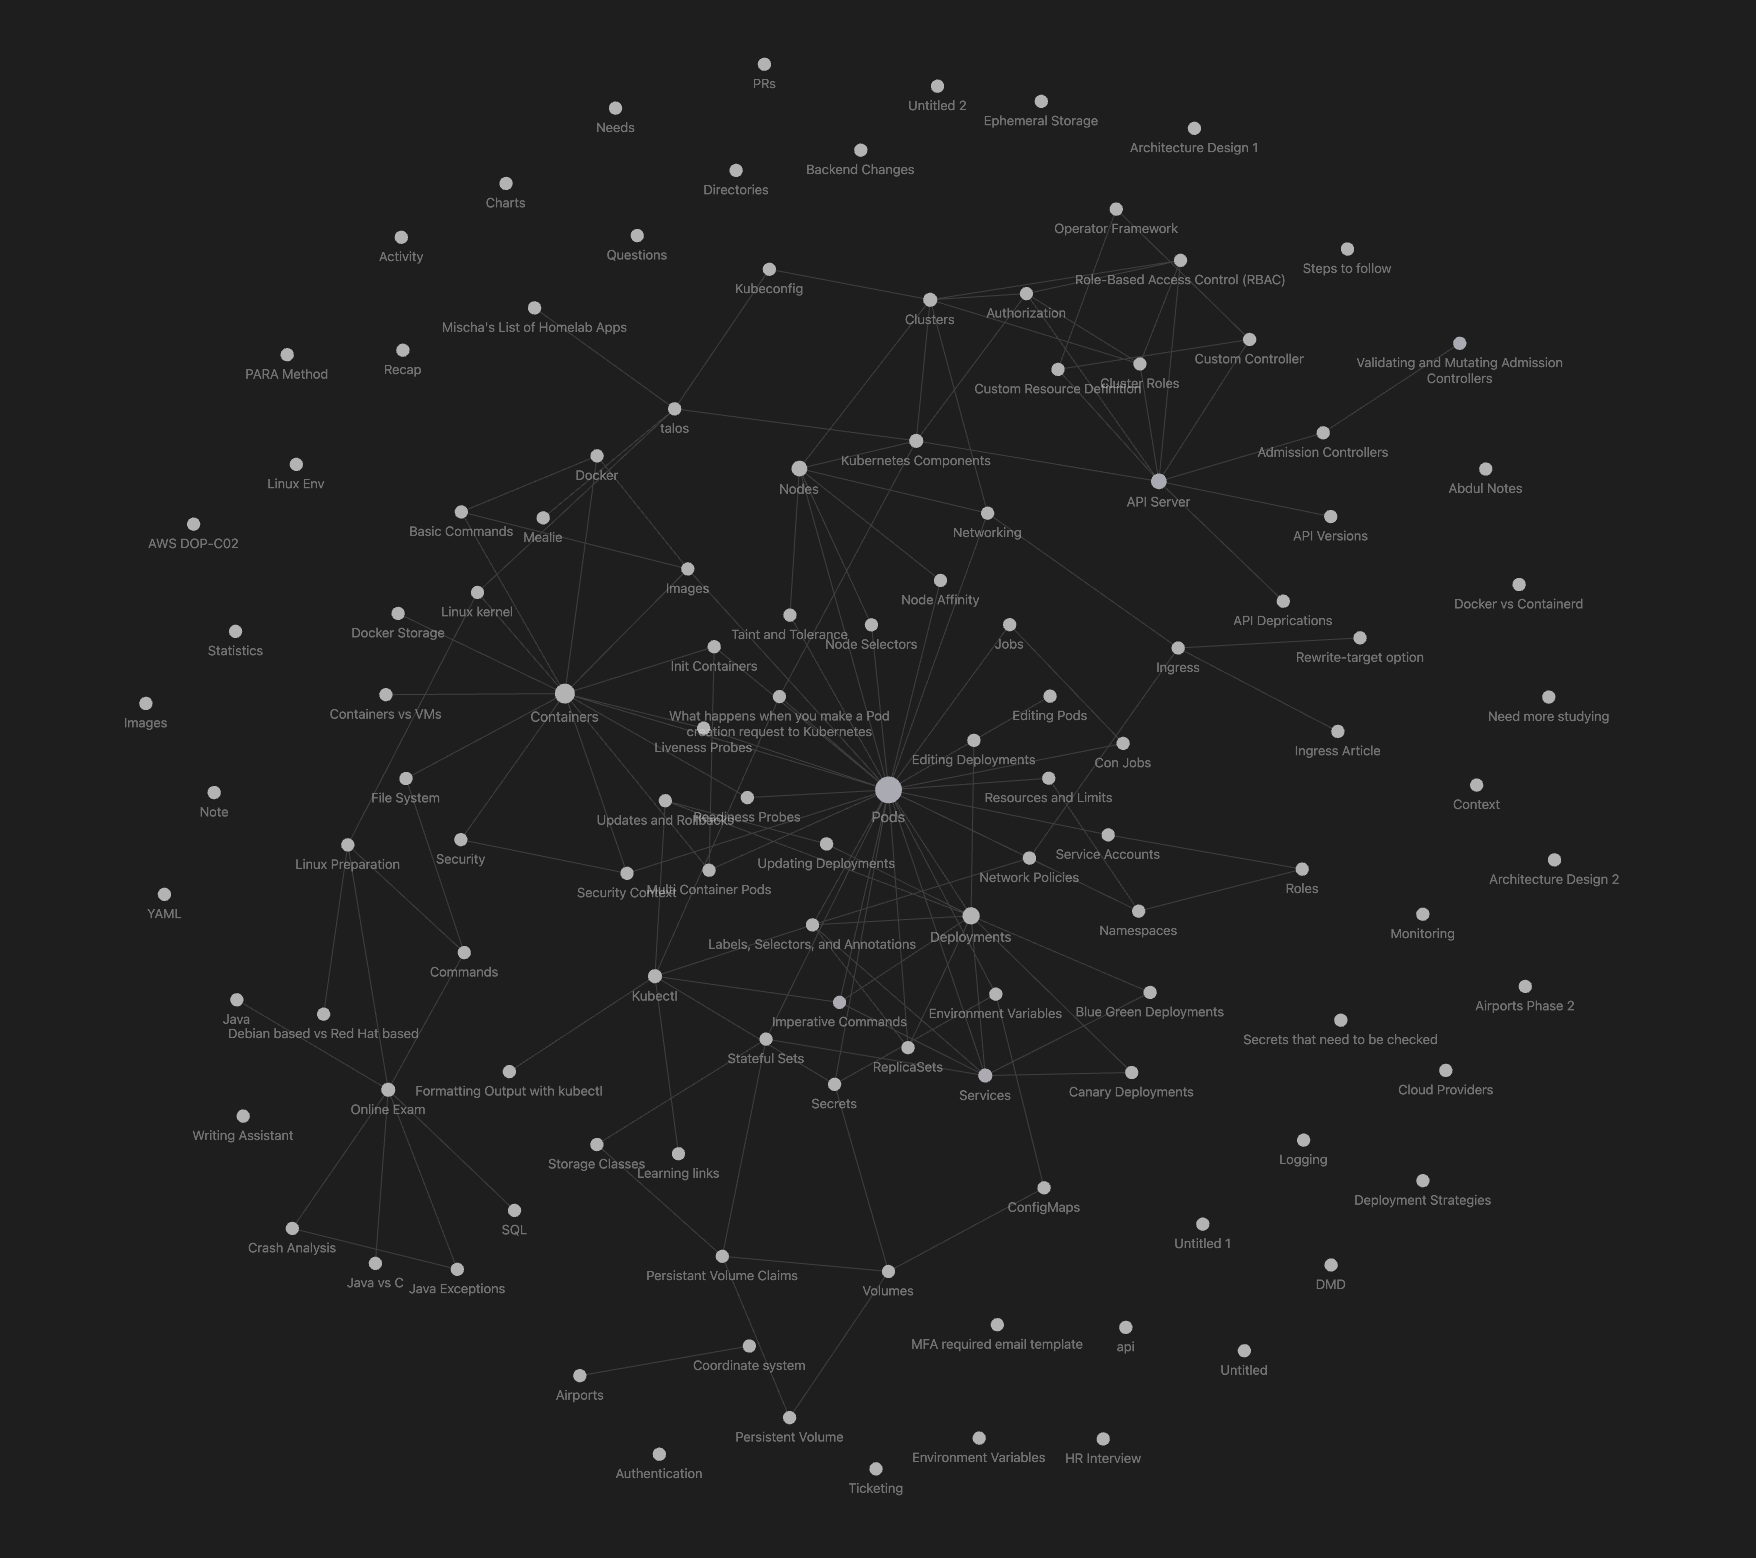 PRs
Untitled 2
Ephemeral Storage
Needs
Architecture Design 1
Backend Changes
Directories
Charts
Operator Framework
Activity
Questions
Steps to follow
Role-Based Access Control (RBAC)
Kubeconfig
Authorization
Clusters
Mischa's List of Homelab Apps
Custom Controller
Validating and Mutating Admission
Controllers
Recap
PARA Method
Cluster Roles
Custom Resource Definition
talos
Admission Controllers
Kubernetes Components
Docker
Linux Env
Nodes
Abdul Notes
API Server
Basic Commands
Networking
API Versions
Mealie
AWS DOP-C02
Images
Node Affinity
Docker vs Containerd
Linux kernel
API Deprications
Docker Storage
Taint and Tolerance
Node Selectors
Jobs
Statistics
Rewrite-target option
Init Containers
Ingress
Containers vs VMs
Editing Pods
What happens when you make a Pod
creation request to Kubernetes
Containers
Need more studying
Images
Liveness Probes
Ingress Article
Editing Deployments
Con Jobs
File System
Resources and Limits
Context
Note
Readiness Probes
Pods
Updates and Rollbacks
Service Accounts
Security
Updating Deployments
Linux Preparation
Network Policies
Architecture Design 2
Roles
Multi Container Pods
Security Context
YAML
Namespaces
Monitoring
Deployments
Labels, Selectors, and Annotations
Commands
Kubectl
Airports Phase 2
Blue Green Deployments
Environment Variables
Java
Imperative Commands
Debian based vs Red Hat based
Secrets that need to be checked
Stateful Sets
ReplicaSets
Cloud Providers
Formatting Output with kubectl
Canary Deployments
Services
Secrets
Online Exam
Writing Assistant
Logging
Storage Classes
Learning links
Deployment Strategies
ConfigMaps
SQL
Untitled 1
Crash Analysis
Persistant Volume Claims
Java vs C
DMD
Java Exceptions
Volumes
MFA required email template
api
Coordinate system
Untitled
Airports
Persistent Volume
Environment Variables
HR Interview
Authentication
Ticketing